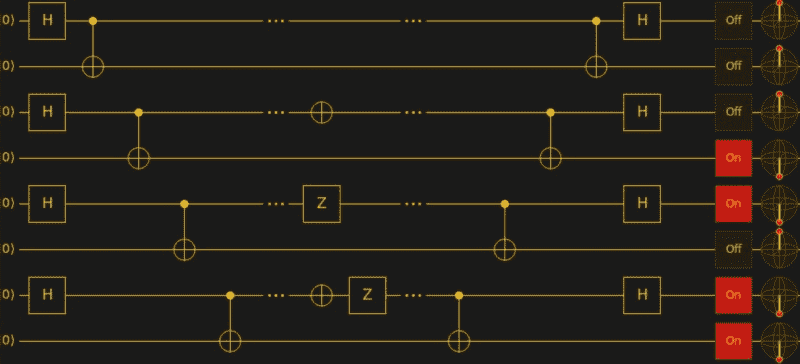 0⟩ H ... ... H Off
0⟩ Off
0⟩ H ... ... H Off
0⟩ On
0⟩ H ... Z ... H On
0⟩ Off
0⟩ H ... Z ... H On
0⟩ On